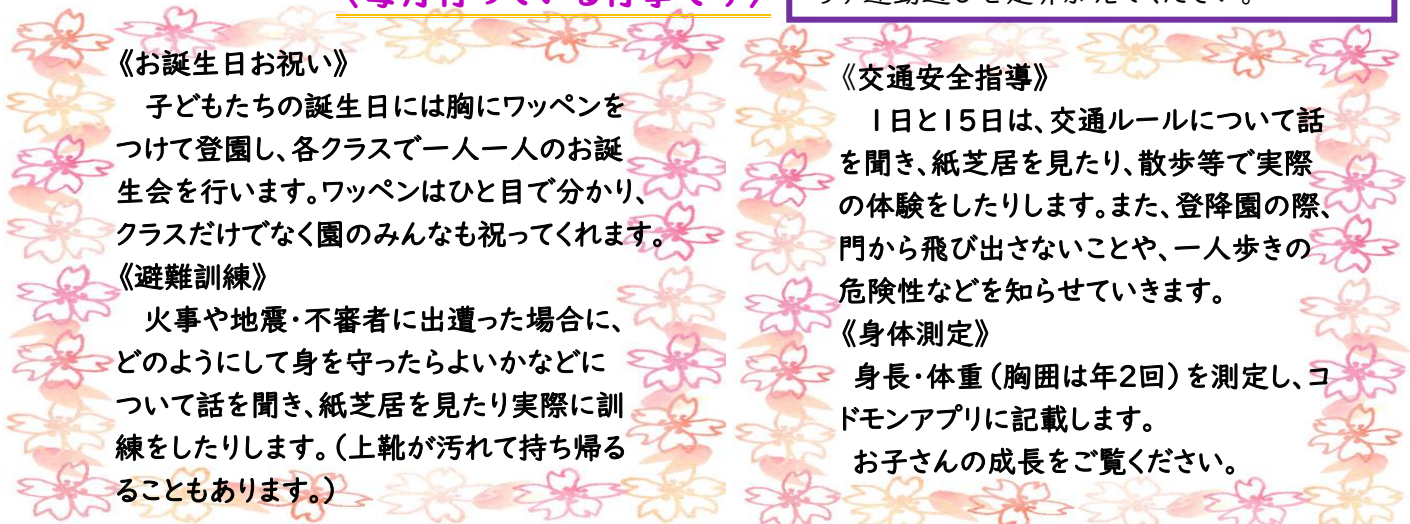 《お誕生日お祝い》
子どもたちの誕生日には胸にワッペンを
つけて登園し、各クラスで一人一人のお誕
生会を行います。ワッペンはひと目で分かり、
クラスだけでなく園のみんなも祝ってくれます。
《避難訓練》
火事や地震・不審者に出遭った場合に、
どのようにして身を守ったらよいかなどに
ついて話を聞き、紙芝居を見たり実際に訓
練をしたりします。(上靴が汚れて持ち帰る
ることもあります。)
《交通安全指導》
1日と15日は、交通ルールについて話
を聞き、紙芝居を見たり、散歩等で実際
の体験をしたりします。また、登降園の際、
門から飛び出さないことや、一人歩きの
危険性などを知らせていきます。
《身体測定》
身長・体重(胸囲は年2回)を測定し、コ
ドモンアプリに記載します。
お子さんの成長をご覧ください。